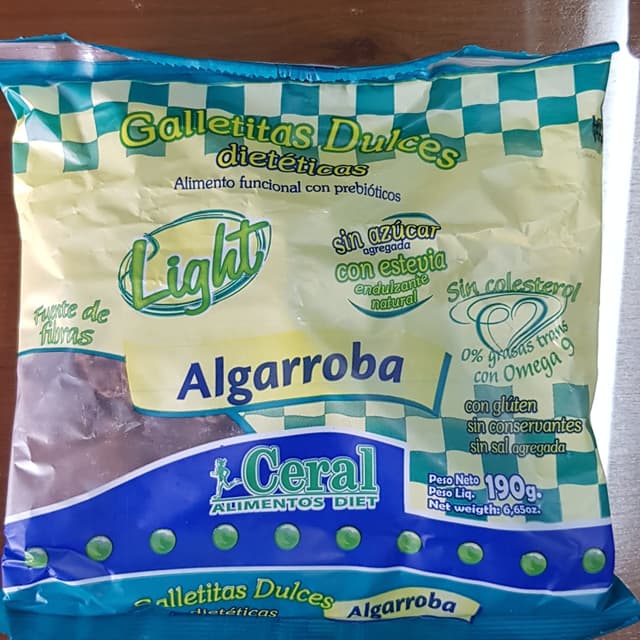 Galletitas Dulces
dietéticas
Alimento funcional con prebióticos
Light
sin azúcar
agregada
con estevia
endulzante
natural
Sin colesterol
0% grasas trans
con Omega 9
Fuente de
fibras
Algarroba
con glúten
sin conservantes
sin sal agregada
Ceral
ALIMENTOS DIET
Peso Neto
Peso Liq.
Net weigth: 6,65oz.
190g.
Galletitas Dulces
dietéticas
Algarroba